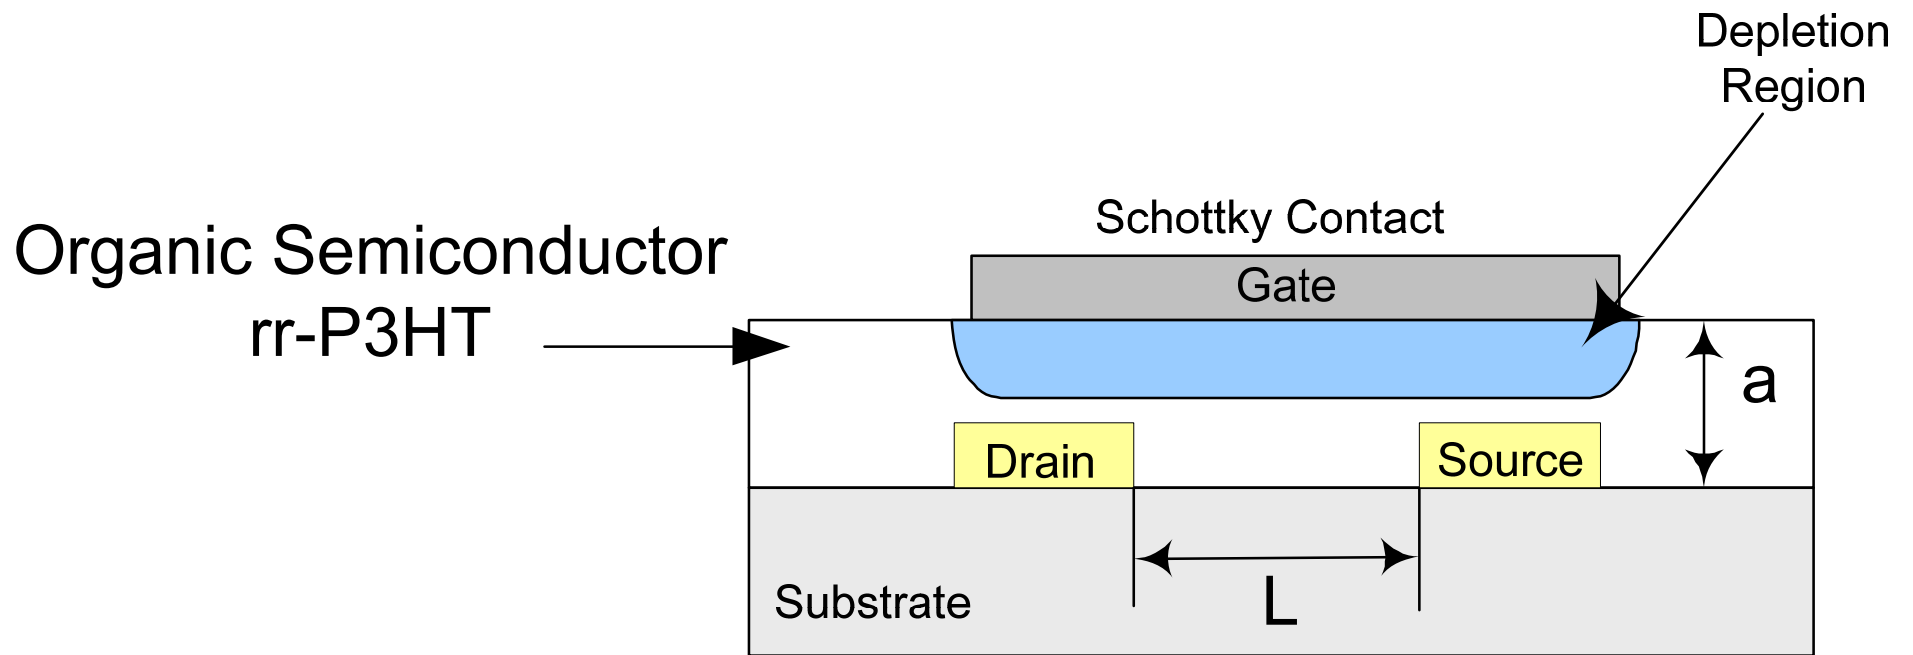 Depletion
Region
Schottky Contact
Organic Semiconductor
rr-P3HT
Gate
a
Drain
Source
L
Substrate